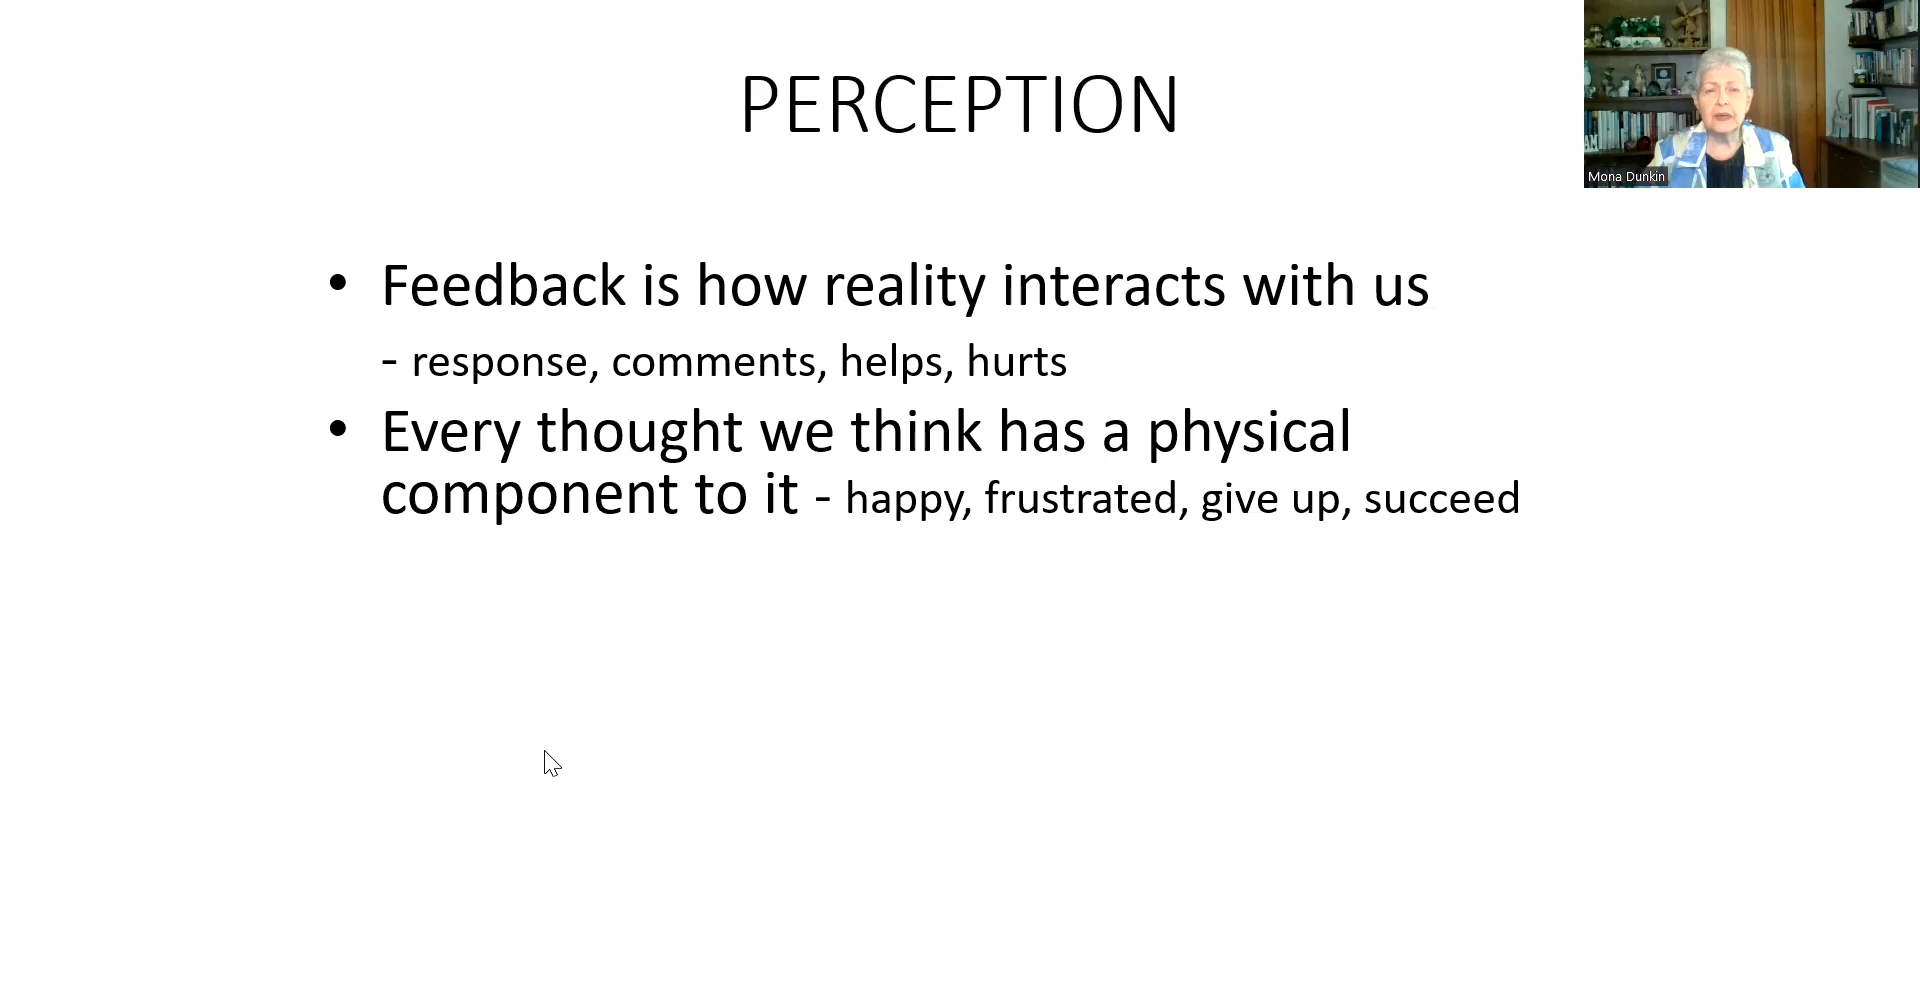 PERCEPTION
Mona Dunkin
• Feedback is how reality interacts with us
- response, comments, helps, hurts
• Every thought we think has a physical
component to it - happy, frustrated, give up, succeed